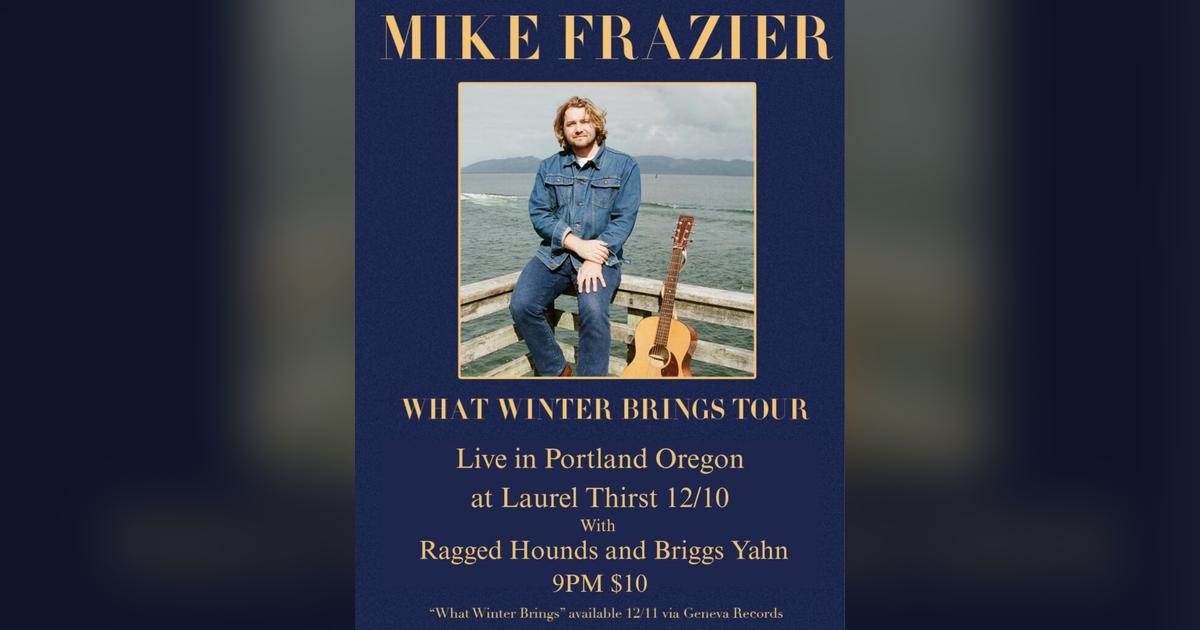 MIKE FRAZIER
WHAT WINTER BRINGS TOUR
Live in Portland Oregon
at Laurel Thirst 12/10
With
Ragged Hounds and Briggs Yahn
9PM $10
“What Winter Brings” available 12/11 via Geneva Records